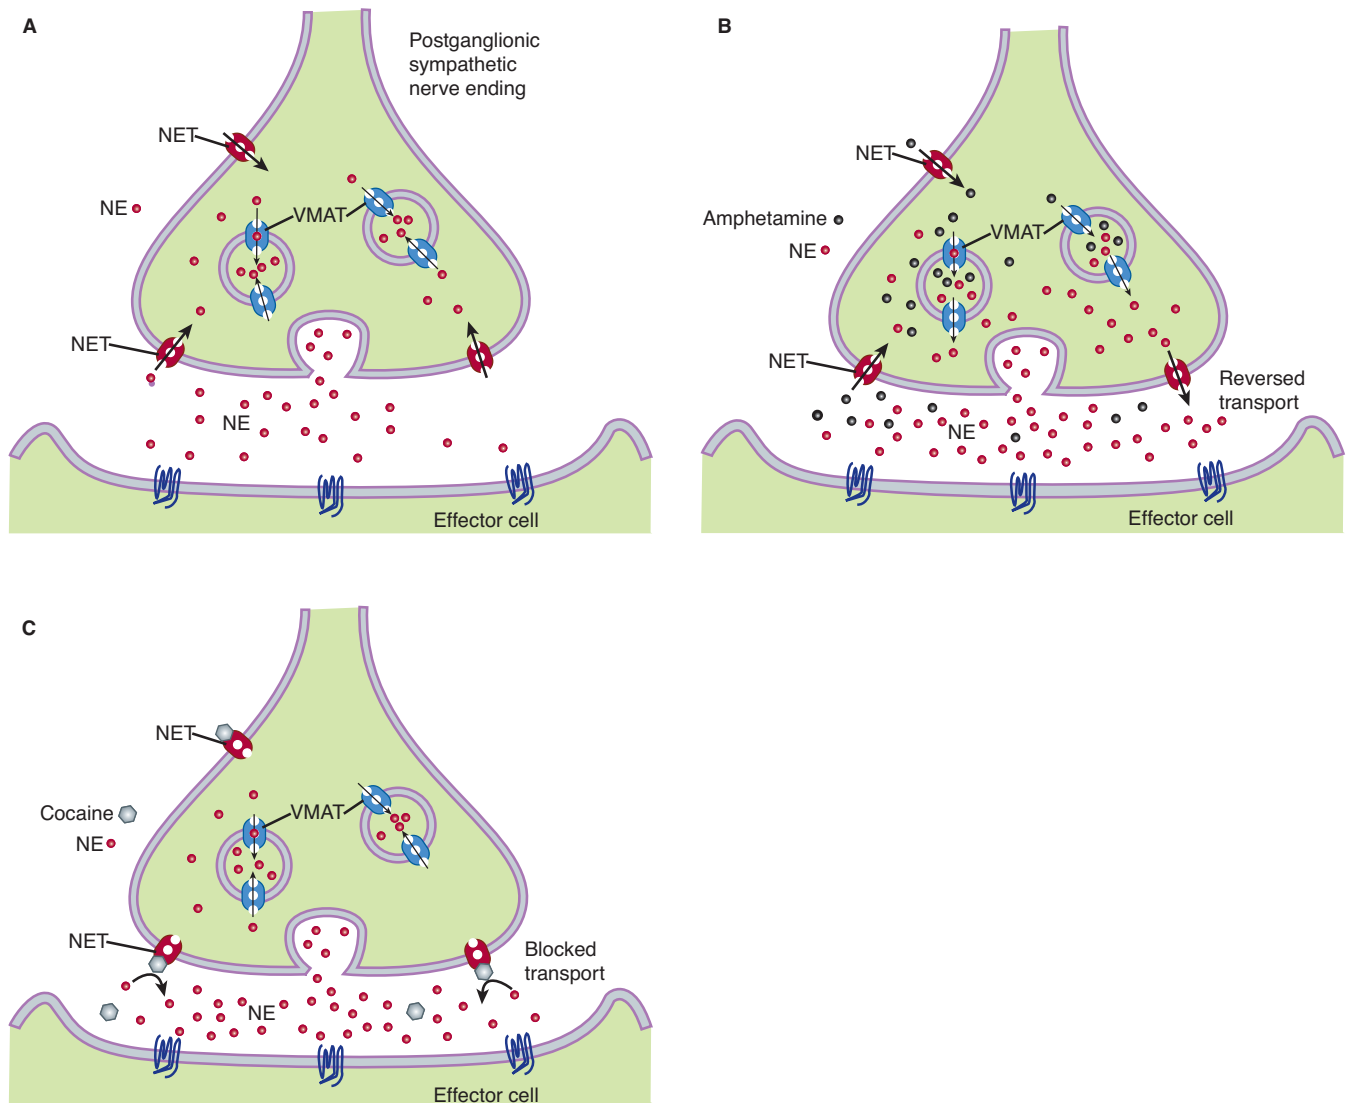 A
Postganglionic
sympathetic
nerve ending
NET
NE
VMAT
NET
NE
Effector cell
B
NET
Amphetamine
NE
VMAT
NET
Reversed
transport
NE
Effector cell
C
NET
Cocaine
NE
VMAT
NET
Blocked
transport
NE
Effector cell